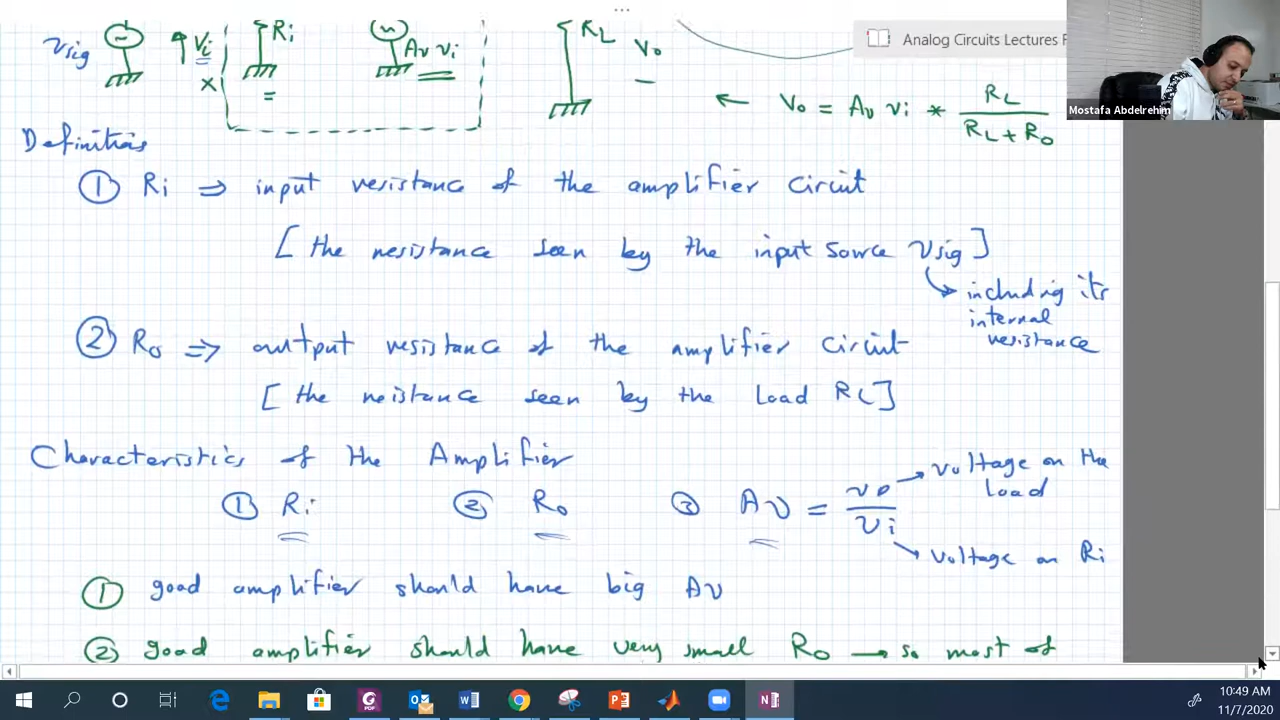 Vsig
Vi
x
Ri
=
Av vi
RL
Vo
Analog Circuits Lectures F
Mostafa Abdelrehim
← Vo = Av vi * RL / (RL + Ro)
Definitions
① Ri ⇒ input resistance of the amplifier circuit
[the resistance seen by the input source Vsig]
↳ including its
internal
resistance
② Ro ⇒ output resistance of the amplifier circuit
[the resistance seen by the Load RL]
Characteristics of the Amplifier
① Ri ② Ro ③ Av = vo / vi
→ voltage on the
Load
→ voltage on Ri
① good amplifier should have big Av
② good amplifier should have very small Ro → so most of
10:49 AM
11/7/2020